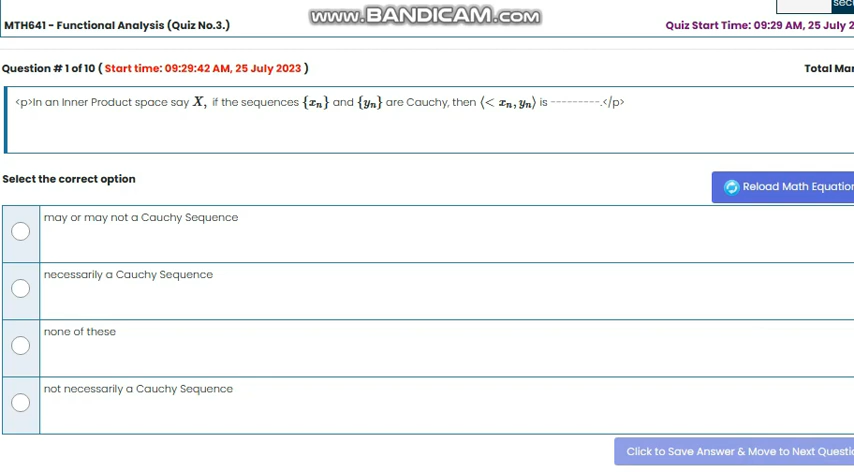 sec
www.BANDICAM.com
MTH641 - Functional Analysis (Quiz No.3.)
Quiz Start Time: 09:29 AM, 25 July 2
Question # 1 of 10 ( Start time: 09:29:42 AM, 25 July 2023 )
Total Mar
<p>In an Inner Product space say X, if the sequences {xₙ} and {yₙ} are Cauchy, then ⟨< xₙ, yₙ⟩ is ---------.</p>
Select the correct option
Reload Math Equation
may or may not a Cauchy Sequence
necessarily a Cauchy Sequence
none of these
not necessarily a Cauchy Sequence
Click to Save Answer & Move to Next Questio